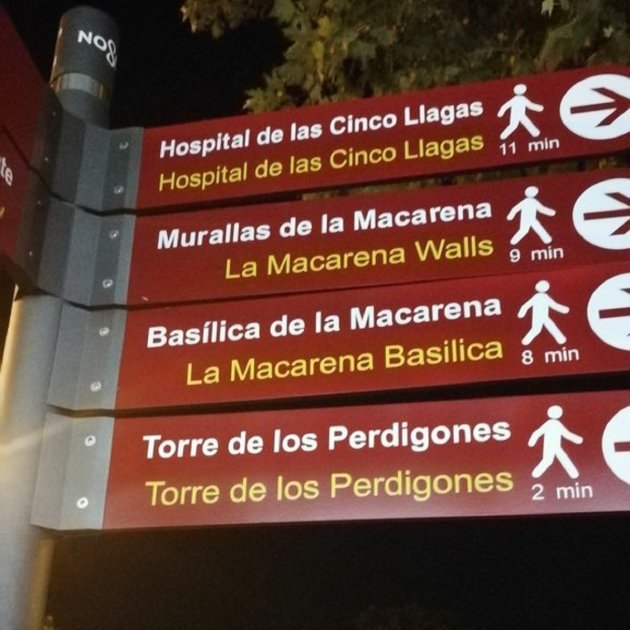 NO8
Hospital de las Cinco Llagas
Hospital de las Cinco Llagas
11 min
Murallas de la Macarena
La Macarena Walls
9 min
Basílica de la Macarena
La Macarena Basilica
8 min
Torre de los Perdigones
Torre de los Perdigones
2 min